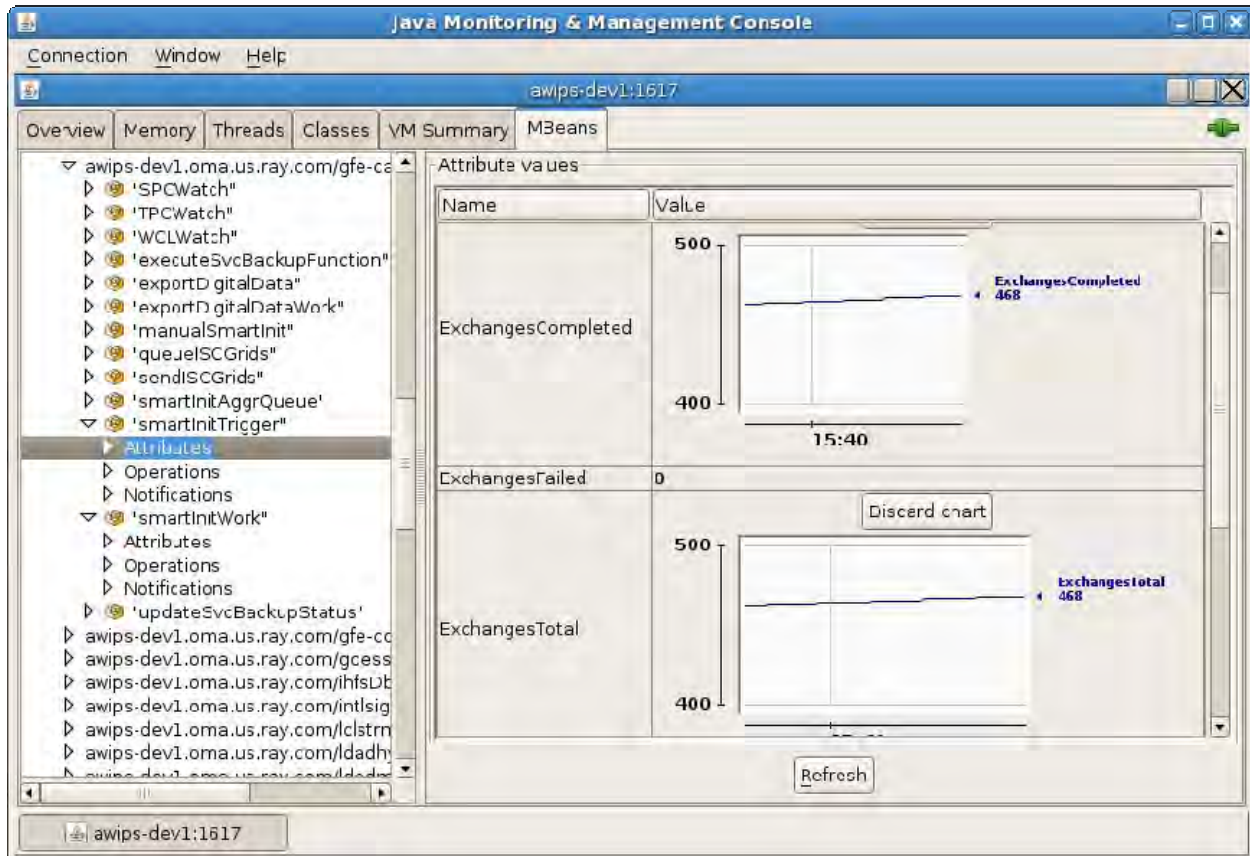 Java Monitoring & Management Console
Connection Window Help
awips-dev1:1617
Overview Memory Threads Classes VM Summary MBeans
awips-dev1.oma.us.ray.com/gfe-ca
'SPCWatch"
'TPCWatch"
'WCLWatch"
'executeSvcBackupFunction"
'exportDigitalData"
'exportDigitalDataWork"
'manualSmartInit"
'queueISCGrids"
'sendISCGrids"
'smartInitAggrQueue'
'smartInitTrigger"
Attributes
Operations
Notifications
'smartInitWork"
Attributes
Operations
Notifications
'updateSvcBackupStatus'
awips-dev1.oma.us.ray.com/gfe-co
awips-dev1.oma.us.ray.com/gcess
awips-dev1.oma.us.ray.com/ihfsDb
awips-dev1.oma.us.ray.com/intlsig
awips-dev1.oma.us.ray.com/lclstrn
awips-dev1.oma.us.ray.com/ldadhy
Attribute values
Name Value
ExchangesCompleted
500
400
15:40
ExchangesCompleted
468
ExchangesFailed 0
Discard chart
ExchangesTotal
500
400
ExchangesTotal
468
Refresh
awips-dev1:1617